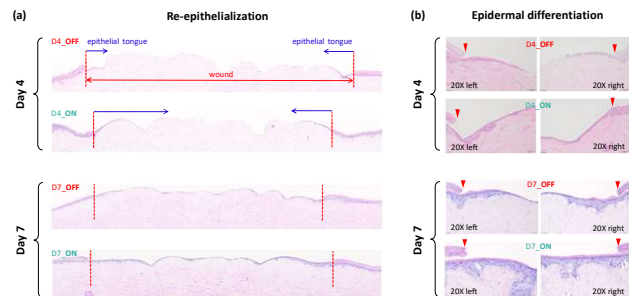 (a)
Re-epithelialization
Day 4
D4_OFF
epithelial tongue
epithelial tongue
wound
D4_ON
Day 7
D7_OFF
D7_ON
(b)
Epidermal differentiation
Day 4
D4_OFF
20X left
20X right
D4_ON
20X left
20X right
Day 7
D7_OFF
20X left
20X right
D7_ON
20X left
20X right